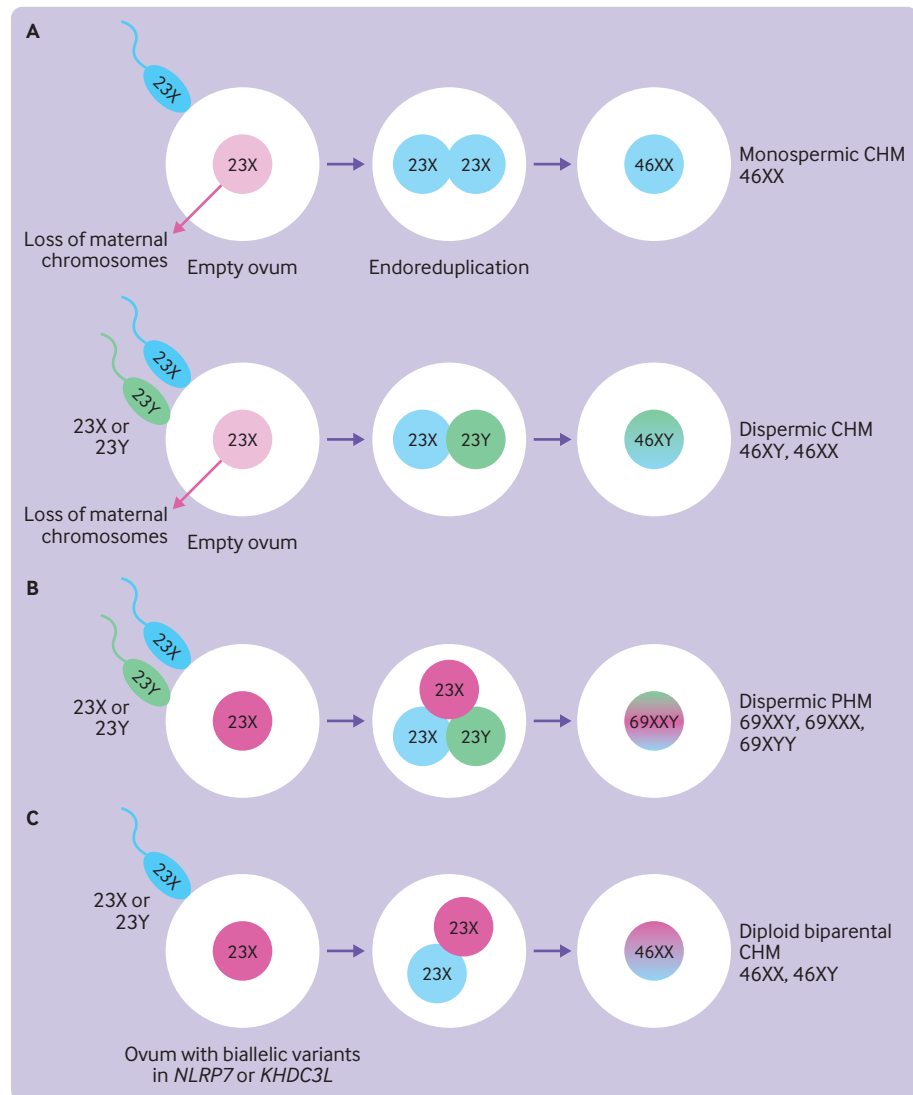 A
23X
23X
23X
23X
46XX
Monospermic CHM
46XX
Loss of maternal
chromosomes
Empty ovum
Endoreduplication
23X
23Y
23X or
23Y
23X
23X
23Y
46XY
Dispermic CHM
46XY, 46XX
Loss of maternal
chromosomes
Empty ovum
B
23X
23Y
23X or
23Y
23X
23X
23X
23Y
69XXY
Dispermic PHM
69XXY, 69XXX,
69XYY
C
23X
23X or
23Y
23X
23X
23X
46XX
Diploid biparental
CHM
46XX, 46XY
Ovum with biallelic variants
in NLRP7 or KHDC3L